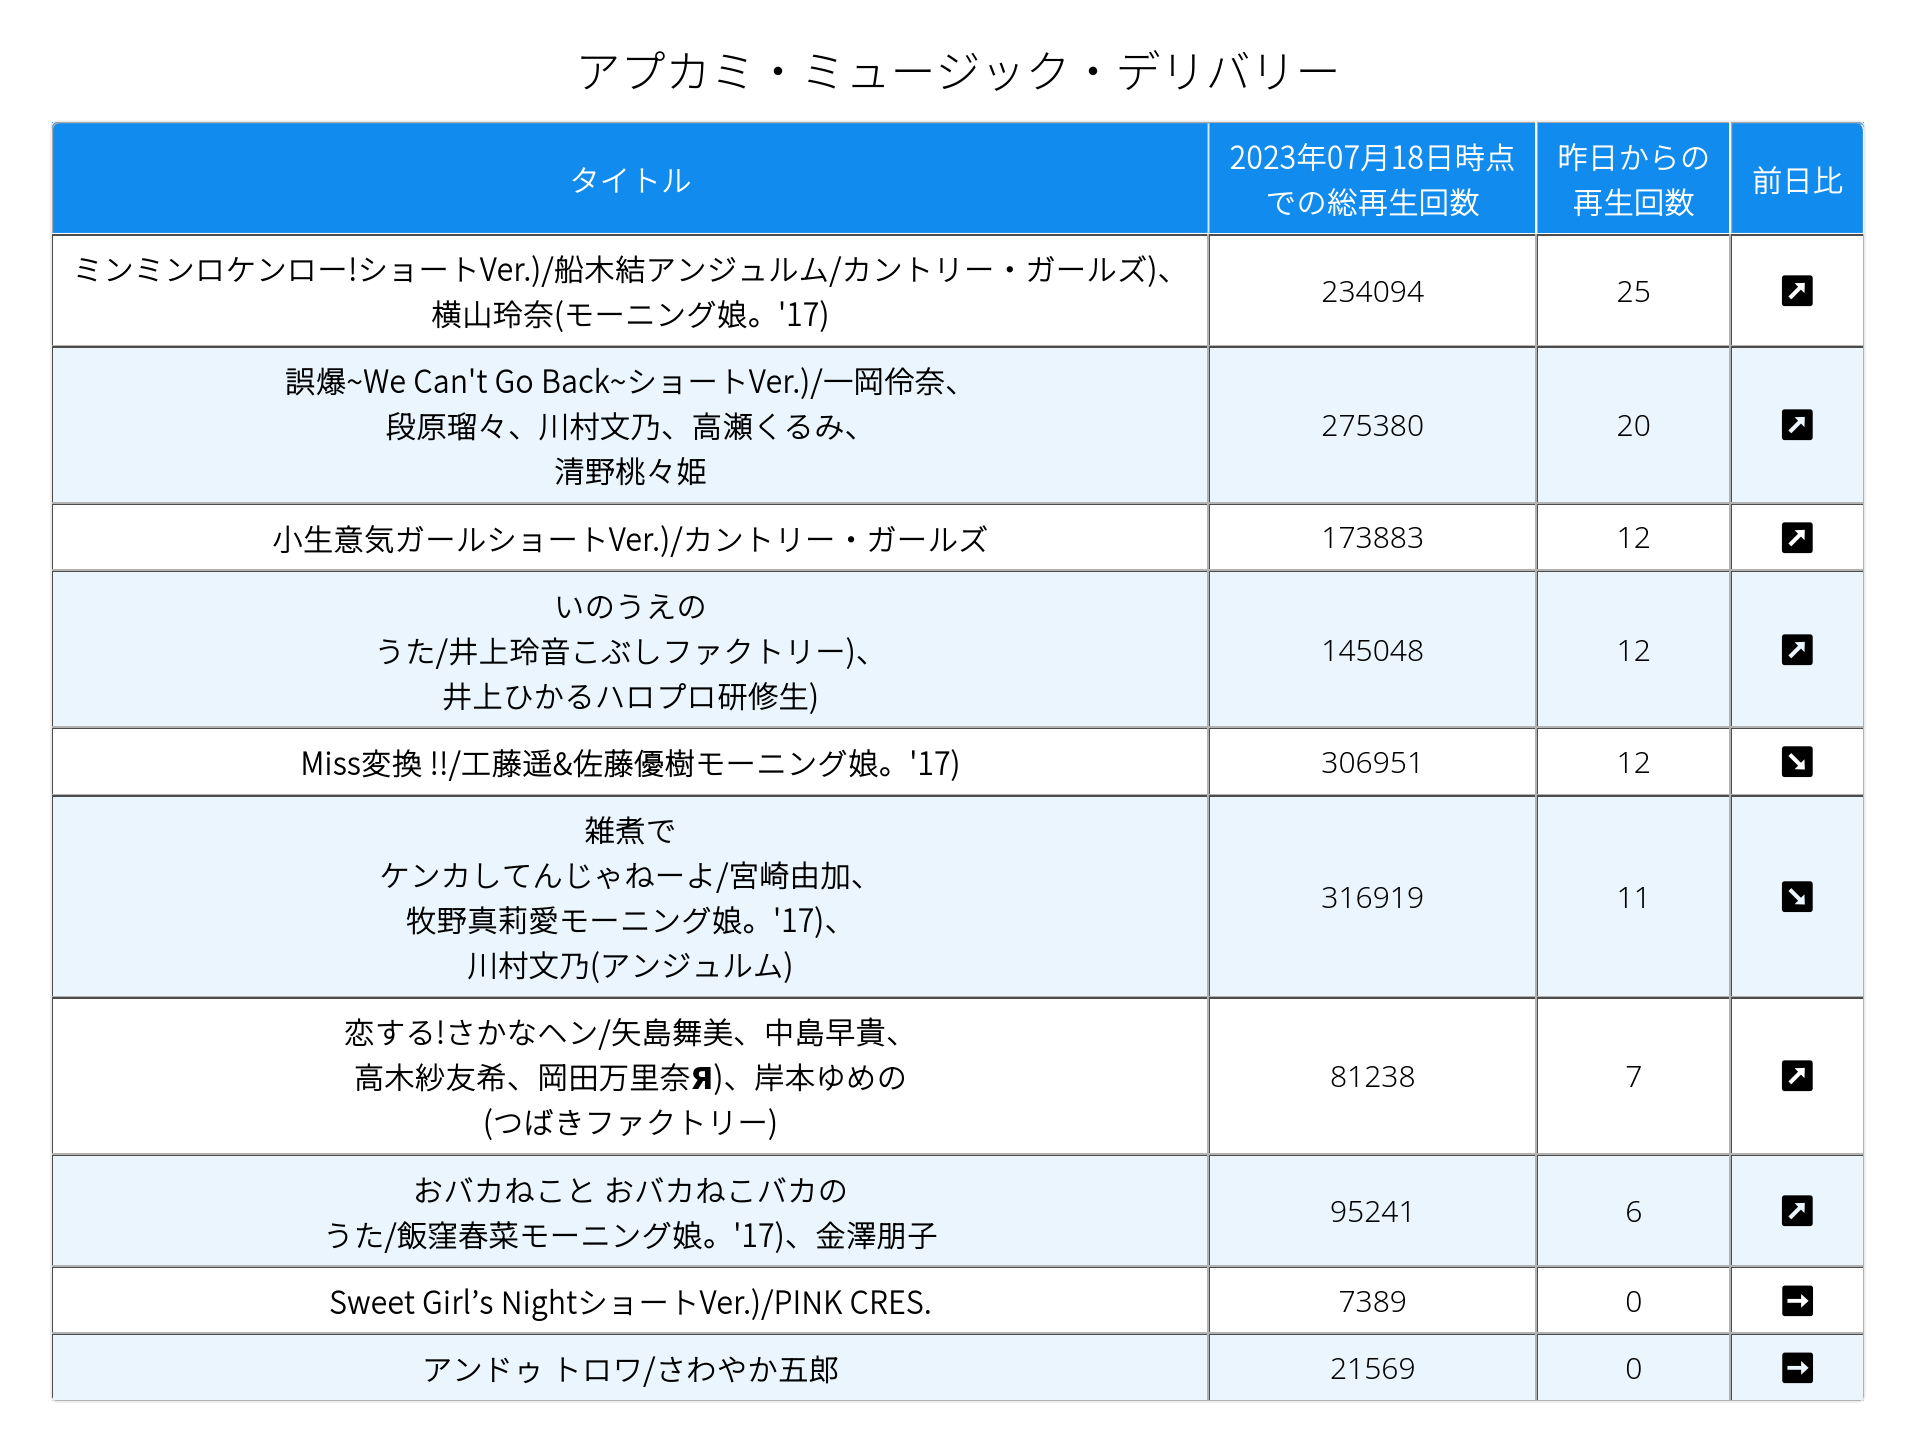 アプカミ・ミュージック・デリバリー
タイトル
2023年07月18日時点
での総再生回数
昨日からの
再生回数
前日比
ミンミンロケンロー!ショートVer.)/船木結アンジュルム/カントリー・ガールズ)、
横山玲奈(モーニング娘。'17)
234094
25
誤爆~We Can't Go Back~ショートVer.)/一岡伶奈、
段原瑠々、川村文乃、高瀬くるみ、
清野桃々姫
275380
20
小生意気ガールショートVer.)/カントリー・ガールズ
173883
12
いのうえの
うた/井上玲音こぶしファクトリー)、
井上ひかるハロプロ研修生)
145048
12
Miss変換 !!/工藤遥&佐藤優樹モーニング娘。'17)
306951
12
雑煮で
ケンカしてんじゃねーよ/宮崎由加、
牧野真莉愛モーニング娘。'17)、
川村文乃(アンジュルム)
316919
11
恋する!さかなヘン/矢島舞美、中島早貴、
高木紗友希、岡田万里奈Я)、岸本ゆめの
(つばきファクトリー)
81238
7
おバカねこと おバカねこバカの
うた/飯窪春菜モーニング娘。'17)、金澤朋子
95241
6
Sweet Girl’s NightショートVer.)/PINK CRES.
7389
0
アンドゥ トロワ/さわやか五郎
21569
0